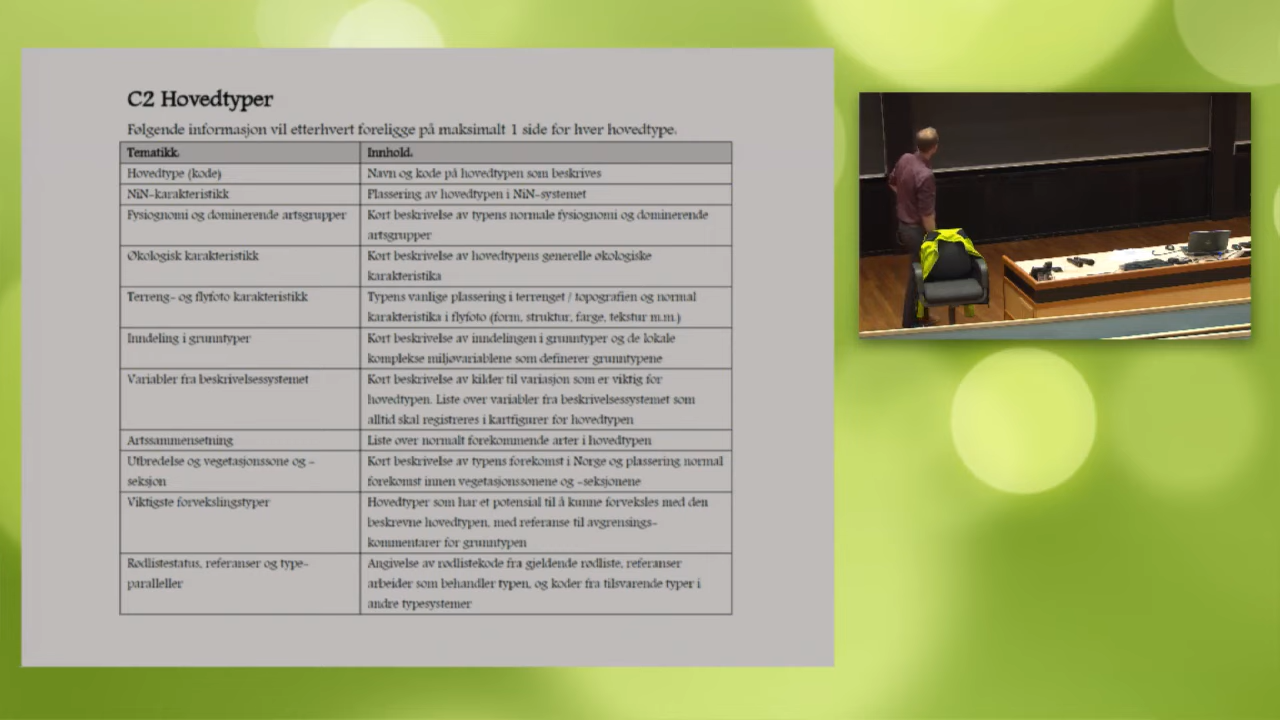 C2 Hovedtyper
Følgende informasjon vil etterhvert foreligge på maksimalt 1 side for hver hovedtype.
Tematikk. Innhold.
Hovedtype (kode) Navn og kode på hovedtypen som beskrives
NiN-karakteristikk Plassering av hovedtypen i NiN-systemet
Fysiognomi og dominerende artsgrupper Kort beskrivelse av typens normale fysiognomi og dominerende
artsgrupper
Økologisk karakteristikk Kort beskrivelse av hovedtypens generelle økologiske
karakteristika
Terreng- og flyfoto karakteristikk Typens vanlige plassering i terrenget / topografien og normal
karakteristika i flyfoto (form, struktur, farge, tekstur m.m.)
Inndeling i grunntyper Kort beskrivelse av inndelingen i grunntyper og de lokale
komplekse miljøvariablene som definerer grunntypene
Variabler fra beskrivelsessystemet Kort beskrivelse av kilder til variasjon som er viktig for
hovedtypen. Liste over variabler fra beskrivelsessystemet som
alltid skal registreres i kartfigurer for hovedtypen
Artssammensetning Liste over normalt forekommende arter i hovedtypen
Utbredelse og vegetasjonssone og - Kort beskrivelse av typens forekomst i Norge og plassering normal
seksjon forekomst innen vegetasjonssonene og -seksjonene
Viktigste forvekslingstyper Hovedtyper som har et potensial til å kunne forveksles med den
beskrevne hovedtypen, med referanse til avgrensings-
kommentarer for grunntypen
Rødlistestatus, referanser og type- Angivelse av rødlistekode fra gjeldende rødliste, referanser
paralleller arbeider som behandler typen, og koder fra tilsvarende typer i
andre typesystemer